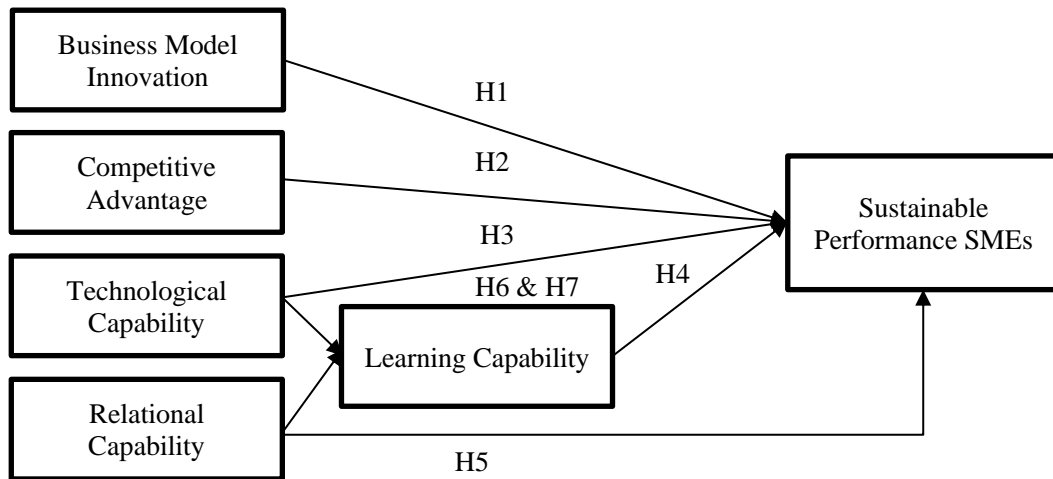 Business Model
Innovation
H1
Competitive
Advantage
H2
Sustainable
Performance SMEs
H3
Technological
Capability
H4
H6 & H7
Learning Capability
Relational
Capability
H5